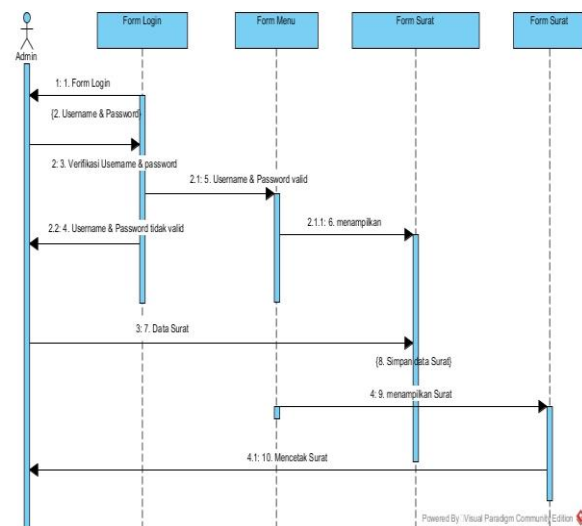 Form Login
Form Menu
Form Surat
Form Surat
Admin
1: 1. Form Login
{2. Username & Password}
2: 3. Verifikasi Username & password
2.1: 5. Username & Password valid
2.2: 4. Username & Password tidak valid
2.1.1: 6. menampilkan
3: 7. Data Surat
{8. Simpan data Surat}
4: 9. menampilkan Surat
4.1: 10. Mencetak Surat
Powered By Visual Paradigm Community Edition